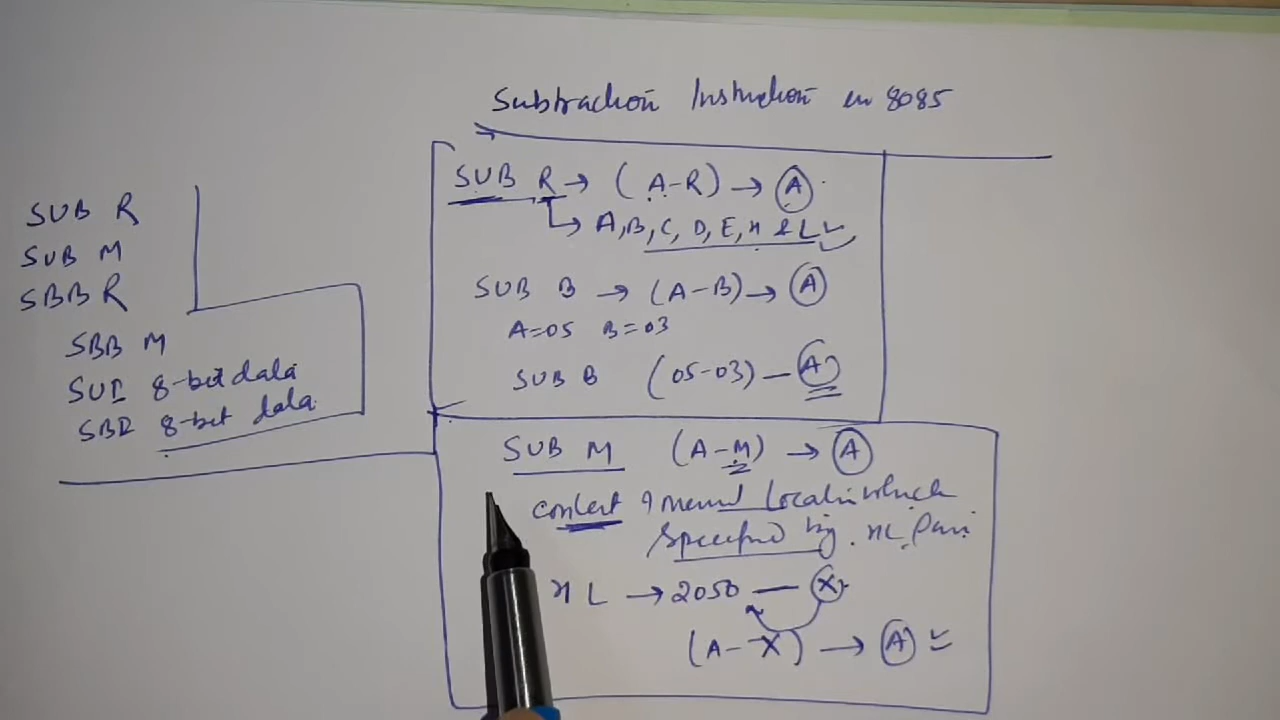 Subtraction Instruction in 8085
SUB R
SUB M
SBB R
SBB M
SUI 8-bit data
SBI 8-bit data
SUB R → (A-R) → A
→ A, B, C, D, E, H & L
SUB B → (A-B) → A
A=05 B=03
SUB B (05-03) — A
SUB M (A-M) → A
content of memory location which
specified by HL Pair
HL → 2050 — X
(A-X) → A